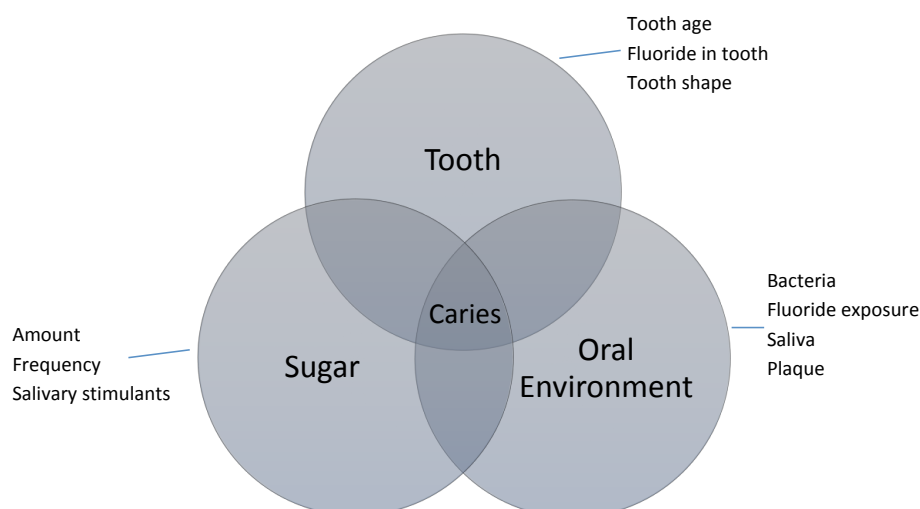 Tooth age
Fluoride in tooth
Tooth shape
Tooth
Bacteria
Fluoride exposure
Saliva
Plaque
Caries
Amount
Frequency
Salivary stimulants
Sugar
Oral
Environment